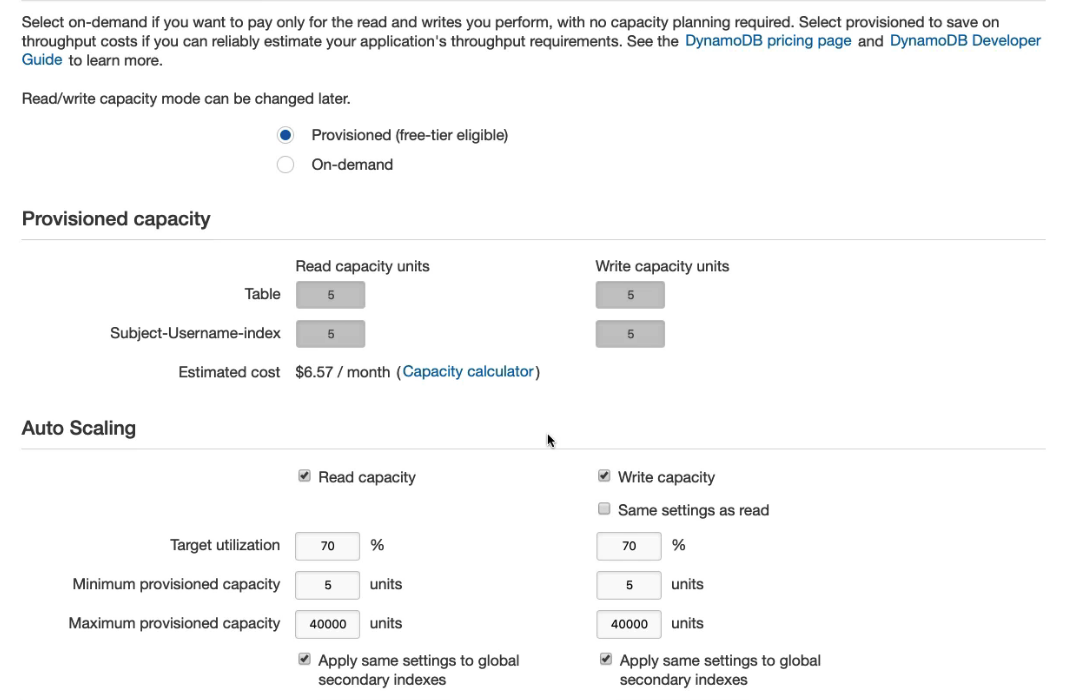 Select on-demand if you want to pay only for the read and writes you perform, with no capacity planning required. Select provisioned to save on
throughput costs if you can reliably estimate your application's throughput requirements. See the DynamoDB pricing page and DynamoDB Developer
Guide to learn more.
Read/write capacity mode can be changed later.
Provisioned (free-tier eligible)
On-demand
Provisioned capacity
Read capacity units Write capacity units
Table 5 5
Subject-Username-index 5 5
Estimated cost $6.57 / month (Capacity calculator)
Auto Scaling
Read capacity Write capacity
Same settings as read
Target utilization 70 % 70 %
Minimum provisioned capacity 5 units 5 units
Maximum provisioned capacity 40000 units 40000 units
Apply same settings to global Apply same settings to global
secondary indexes secondary indexes